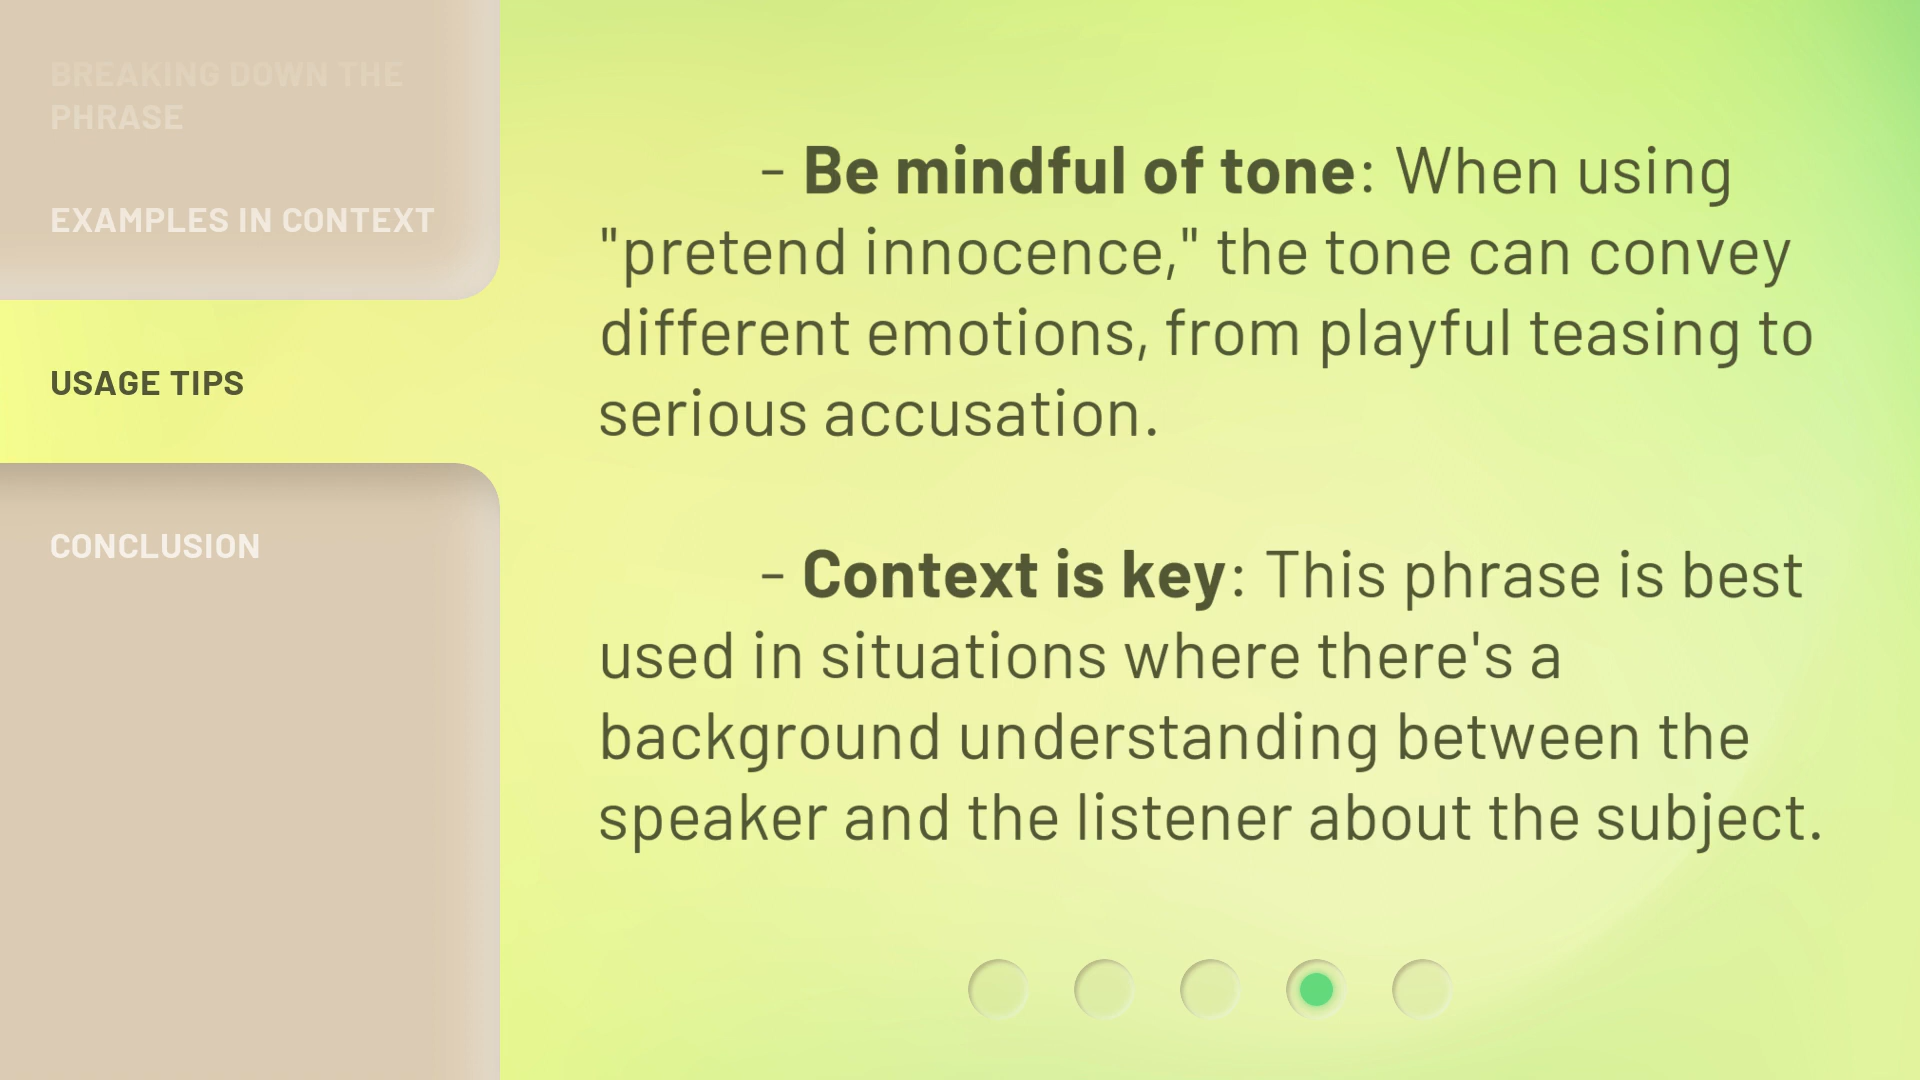 BREAKING DOWN THE
PHRASE
EXAMPLES IN CONTEXT
USAGE TIPS
CONCLUSION
- Be mindful of tone: When using
"pretend innocence," the tone can convey
different emotions, from playful teasing to
serious accusation.
- Context is key: This phrase is best
used in situations where there's a
background understanding between the
speaker and the listener about the subject.